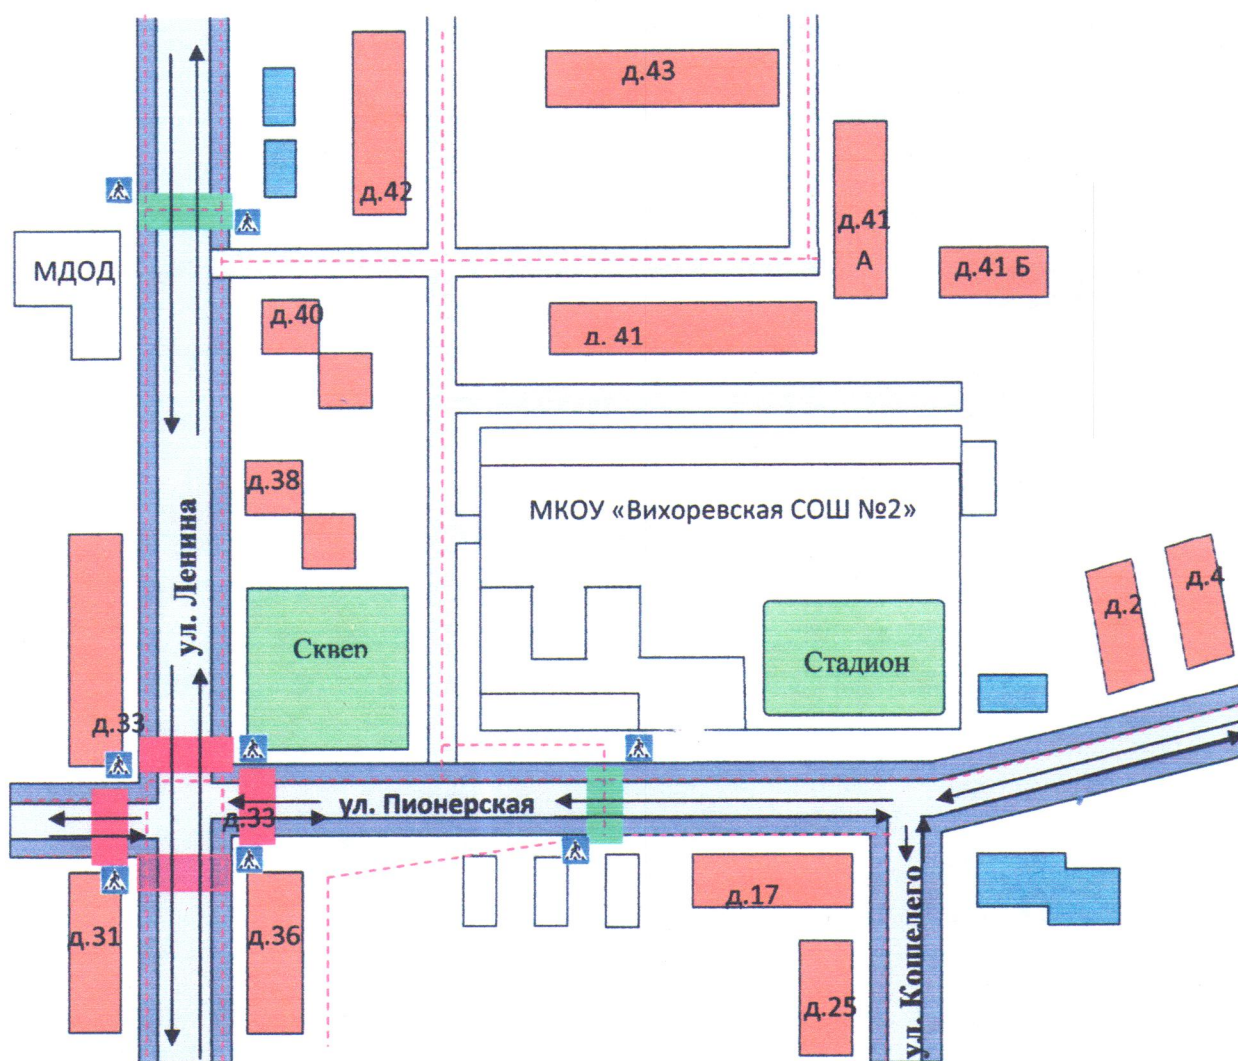 д.43
д.42
д.41
А
д.41 Б
МДОД
д.40
д. 41
д.38
МКОУ «Вихоревская СОШ №2»
ул. Ленина
Сквер
Стадион
д.2
д.4
д.33
ул. Пионерская
д.33
д.17
д.31
д.36
д.25
ул. Кошелего